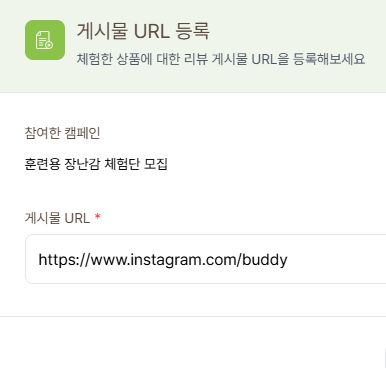 게시물 URL 등록
체험한 상품에 대한 리뷰 게시물 URL을 등록해보세요
참여한 캠페인
훈련용 장난감 체험단 모집
게시물 URL *
https://www.instagram.com/buddy